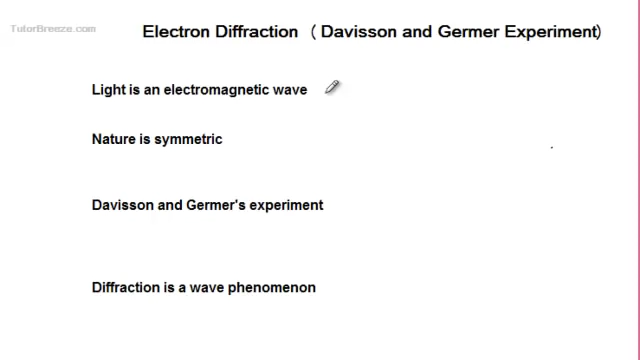 TutorBreeze.com
Electron Diffraction ( Davisson and Germer Experiment)
Light is an electromagnetic wave
Nature is symmetric
Davisson and Germer's experiment
Diffraction is a wave phenomenon